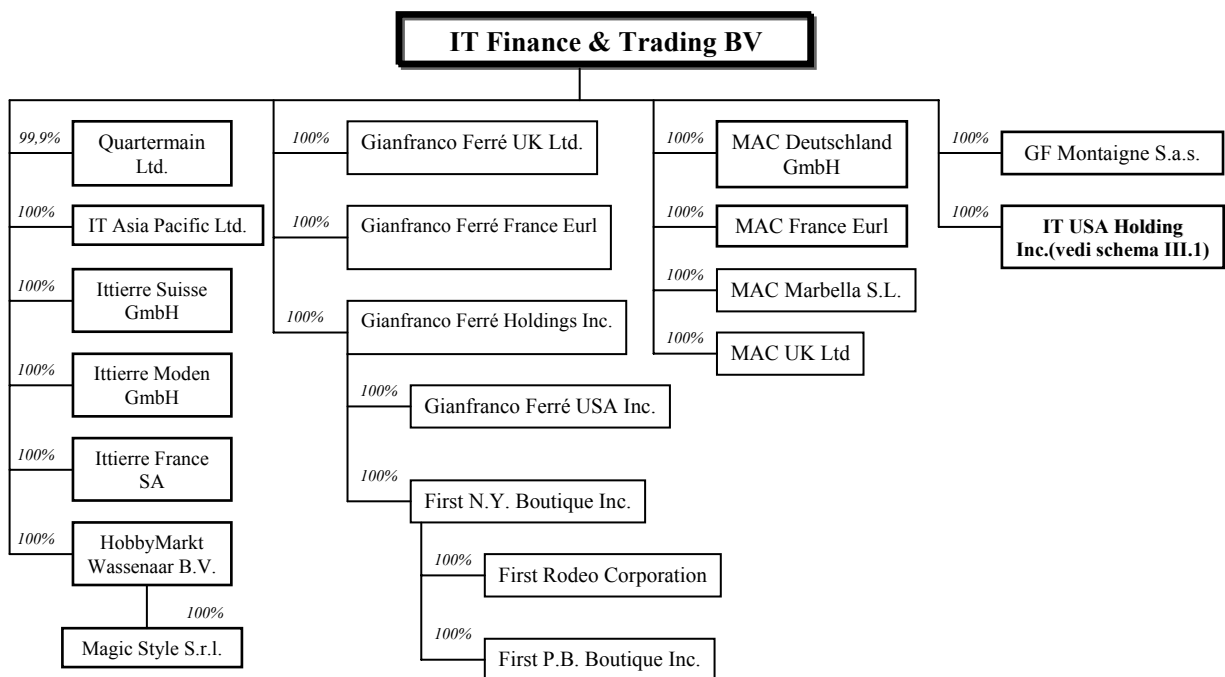 IT Finance & Trading BV
99,9%
Quartermain
Ltd.
100%
IT Asia Pacific Ltd.
100%
Ittierre Suisse
GmbH
100%
Ittierre Moden
GmbH
100%
Ittierre France
SA
100%
HobbyMarkt
Wassenaar B.V.
100%
Magic Style S.r.l.
100%
Gianfranco Ferré UK Ltd.
100%
Gianfranco Ferré France Eurl
100%
Gianfranco Ferré Holdings Inc.
100%
Gianfranco Ferré USA Inc.
100%
First N.Y. Boutique Inc.
100%
First Rodeo Corporation
100%
First P.B. Boutique Inc.
100%
MAC Deutschland
GmbH
100%
MAC France Eurl
100%
MAC Marbella S.L.
100%
MAC UK Ltd
100%
GF Montaigne S.a.s.
100%
IT USA Holding
Inc.(vedi schema III.1)